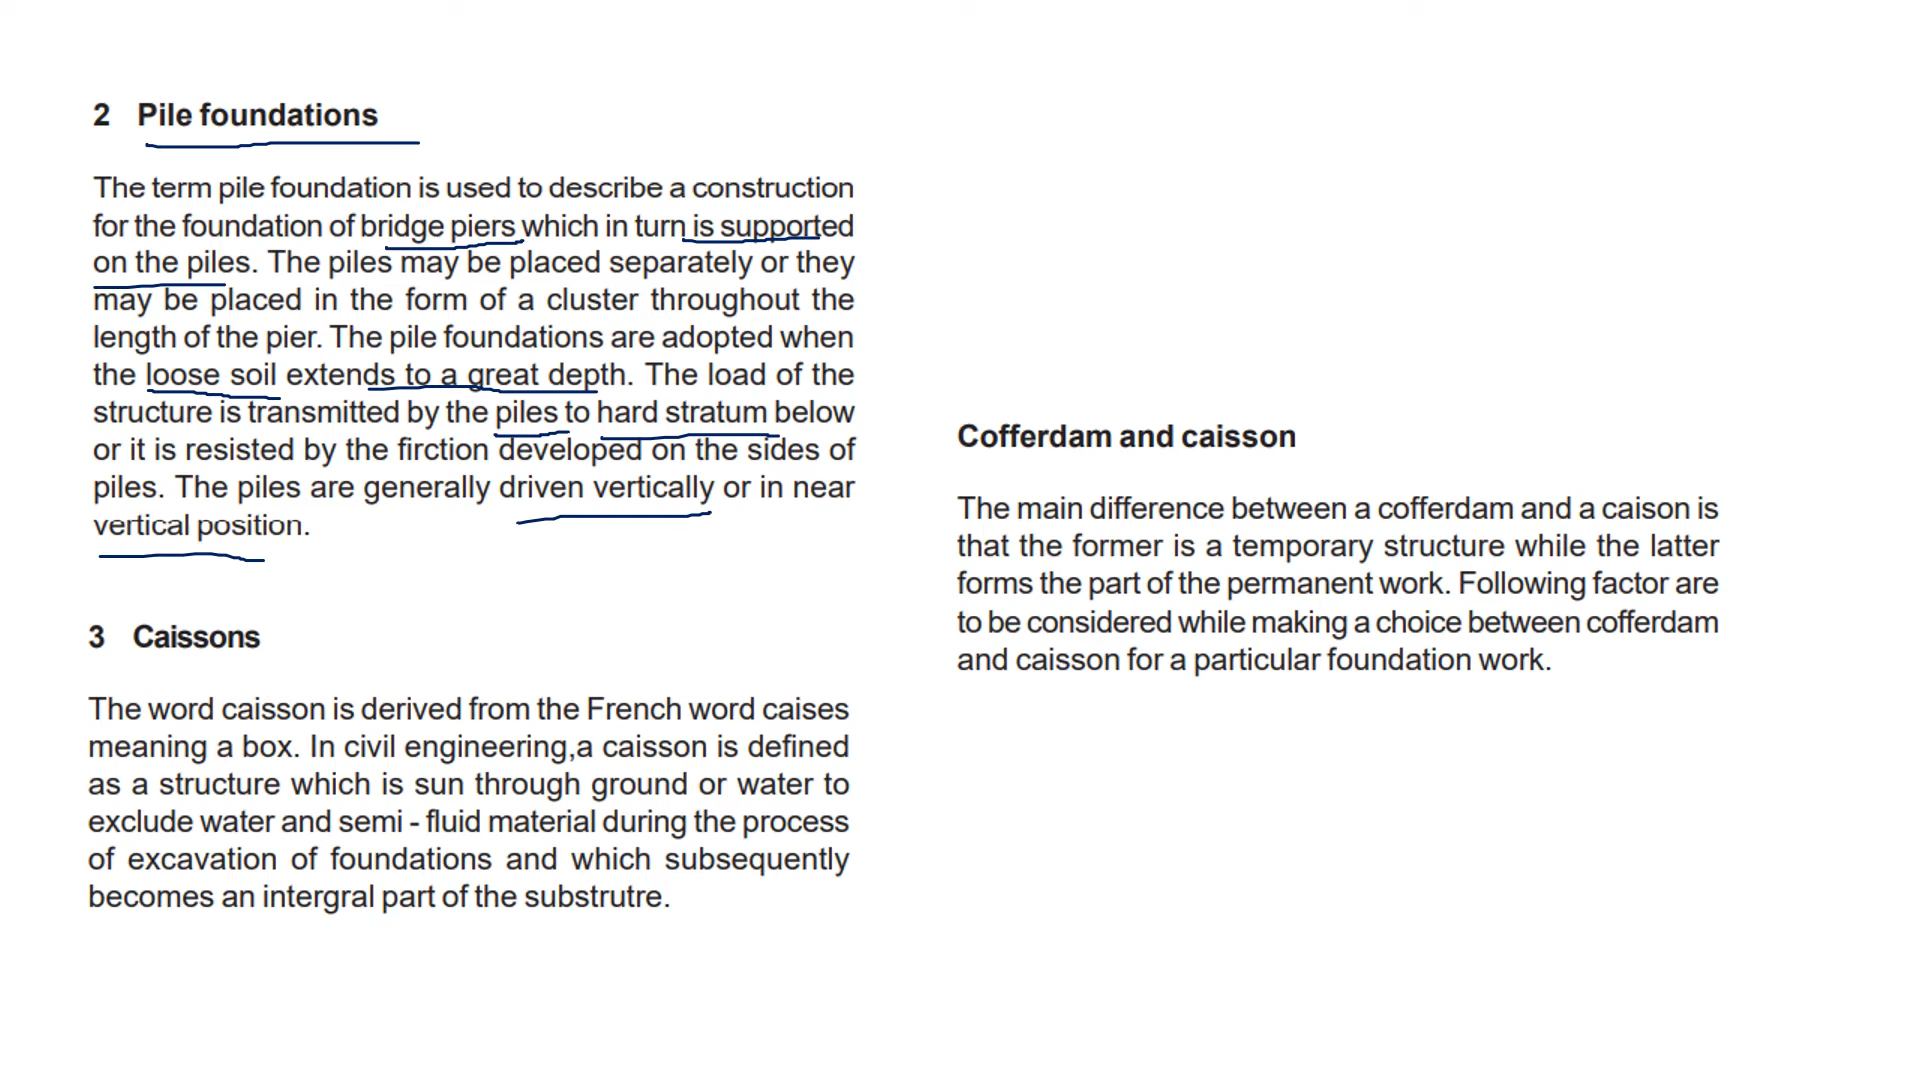 2 Pile foundations
The term pile foundation is used to describe a construction
for the foundation of bridge piers which in turn is supported
on the piles. The piles may be placed separately or they
may be placed in the form of a cluster throughout the
length of the pier. The pile foundations are adopted when
the loose soil extends to a great depth. The load of the
structure is transmitted by the piles to hard stratum below
or it is resisted by the firction developed on the sides of
piles. The piles are generally driven vertically or in near
vertical position.
3 Caissons
The word caisson is derived from the French word caises
meaning a box. In civil engineering,a caisson is defined
as a structure which is sun through ground or water to
exclude water and semi - fluid material during the process
of excavation of foundations and which subsequently
becomes an intergral part of the substrutre.
Cofferdam and caisson
The main difference between a cofferdam and a caison is
that the former is a temporary structure while the latter
forms the part of the permanent work. Following factor are
to be considered while making a choice between cofferdam
and caisson for a particular foundation work.